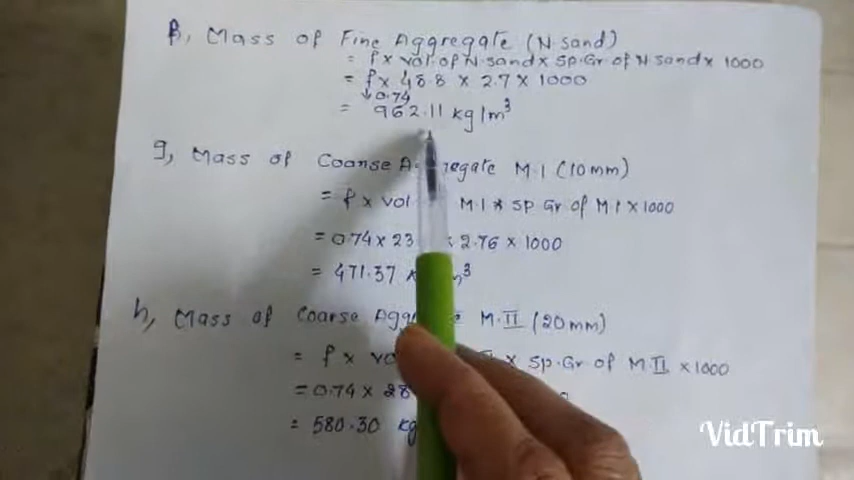 f, Mass of Fine Aggregate (N.sand)
= f x vol.of N.sand x Sp.Gr of N.sand x 1000
= f x 48.8 x 2.7 x 1000
↓0.74
= 962.11 kg/m³
g, Mass of Coarse Aggregate M.I (10mm)
= f x vol M.I x Sp Gr of M.I x 1000
= 0.74 x 23 x 2.76 x 1000
= 471.37
h, Mass of Coarse M.II (20mm)
= f x x Sp.Gr of M.II x 1000
= 0.74 x 28
= 580.30 kg
VidTrim